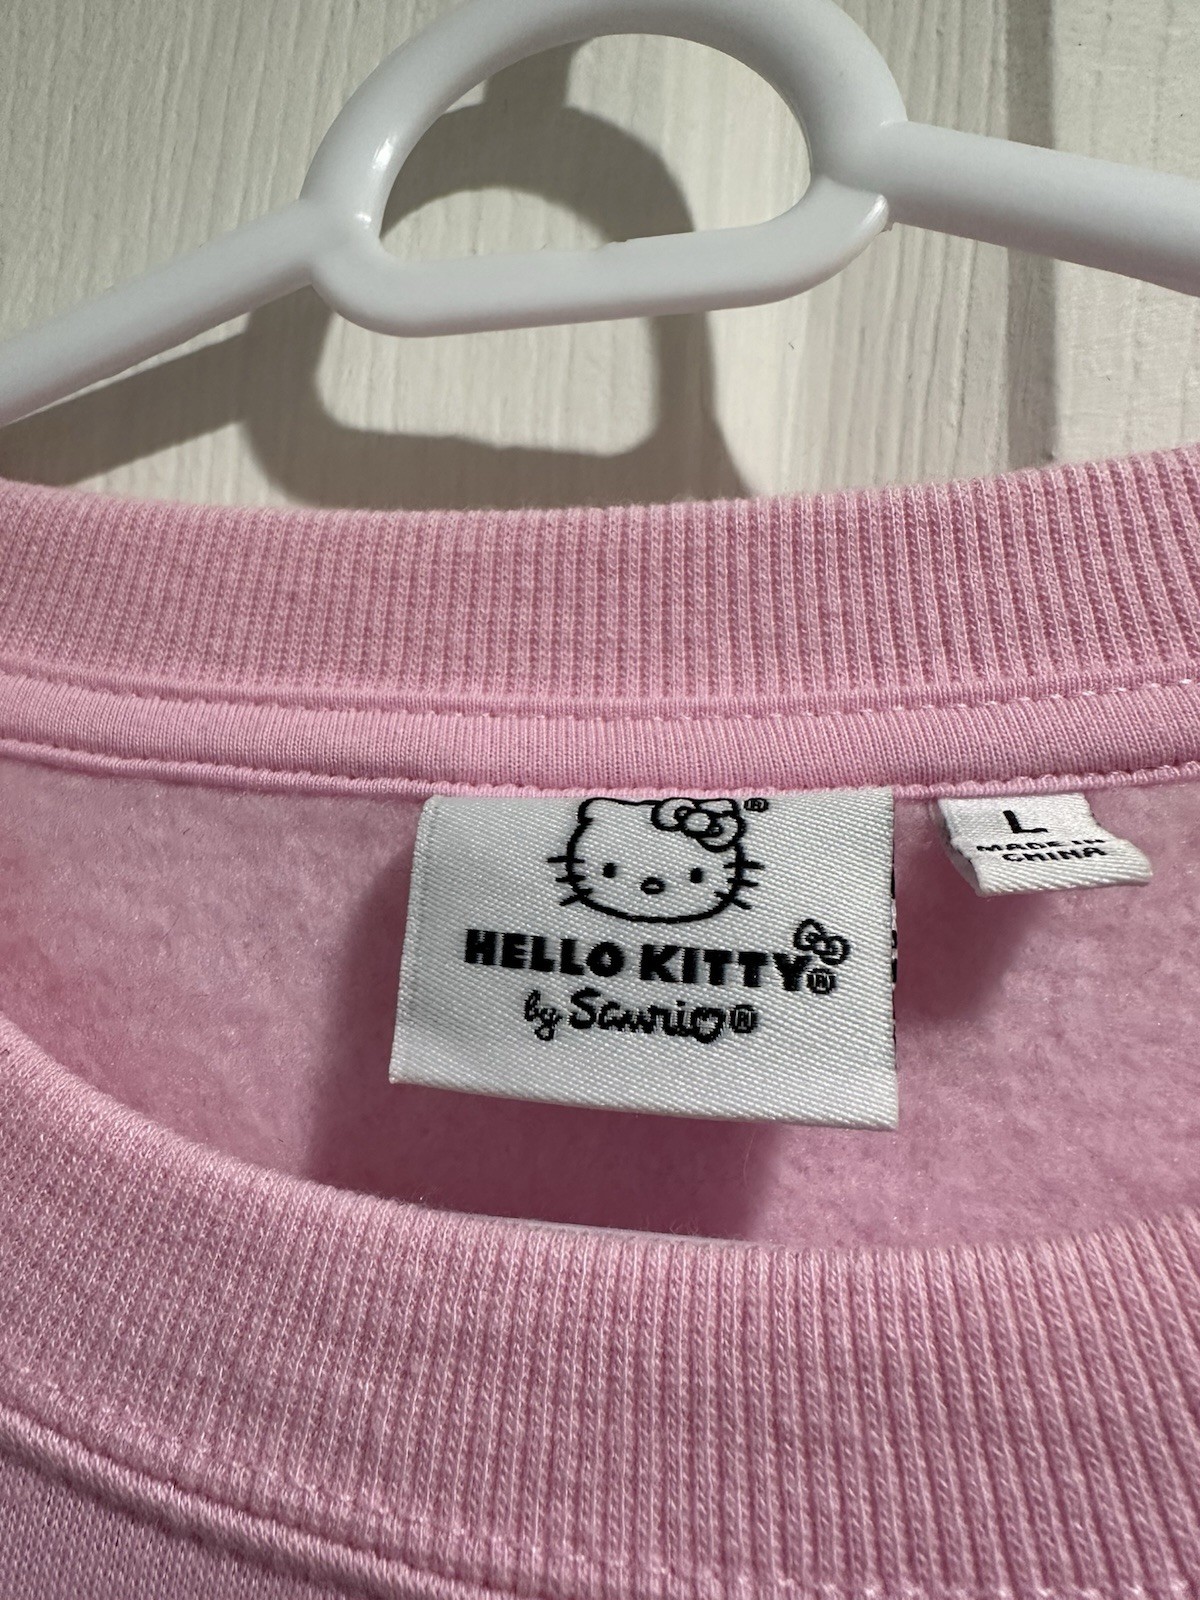 ®
HELLO KITTY®
by Sanrio®
L
MADE IN
CHINA